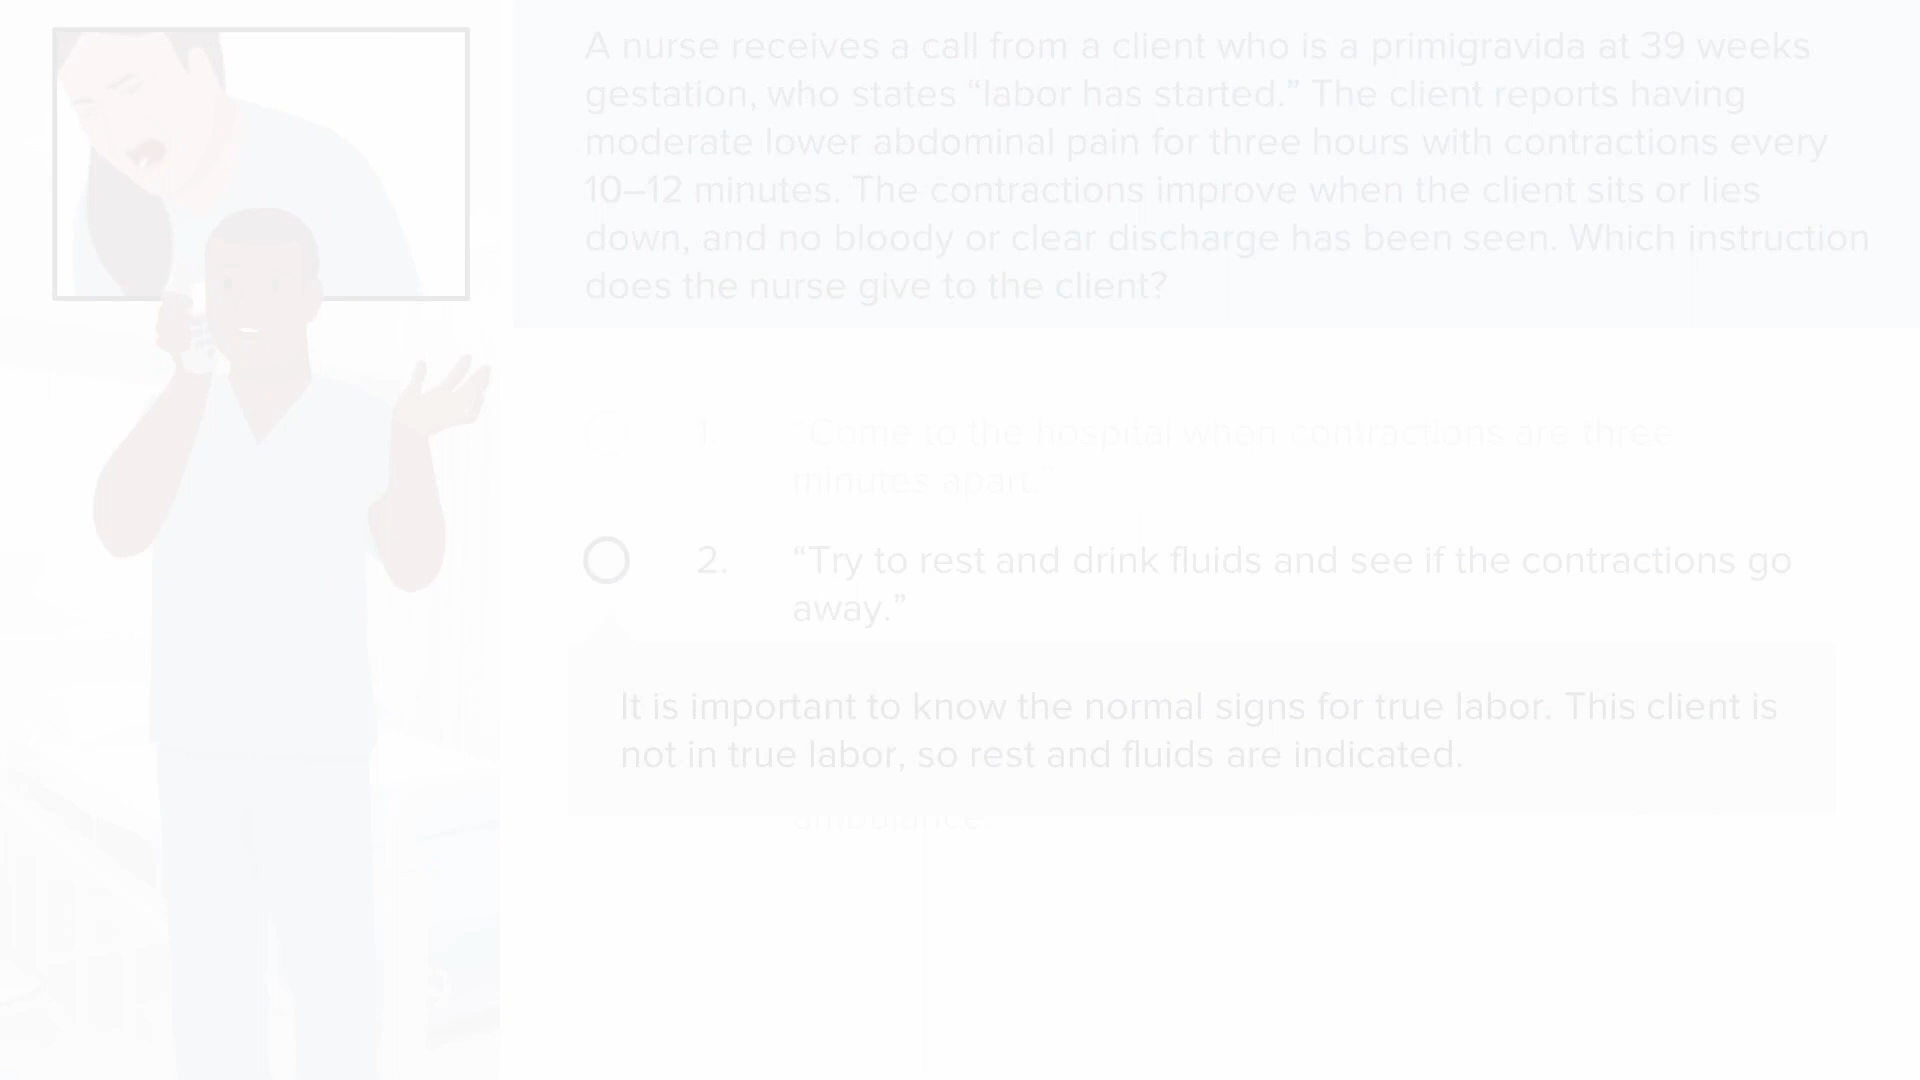 A nurse receives a call from a client who is a primigravida at 39 weeks
gestation, who states “labor has started.” The client reports having
moderate lower abdominal pain for three hours with contractions every
10–12 minutes. The contractions improve when the client sits or lies
down, and no bloody or clear discharge has been seen. Which instruction
does the nurse give to the client?
1. “Come to the hospital when contractions are three
minutes apart.”
2. “Try to rest and drink fluids and see if the contractions go
away.”
It is important to know the normal signs for true labor. This client is
not in true labor, so rest and fluids are indicated.
ambulance.